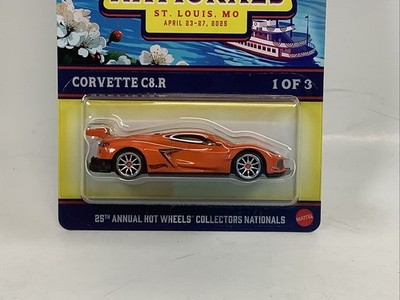 NATIONALS
ST. LOUIS, MO
APRIL 23-27, 2025
CORVETTE C8.R
1 OF 3
25TH ANNUAL HOT WHEELS COLLECTORS NATIONALS
MATTEL